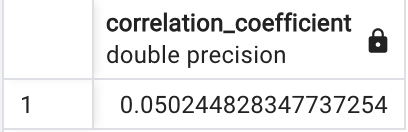 correlation_coefficient
double precision
1
0.050244828347737254